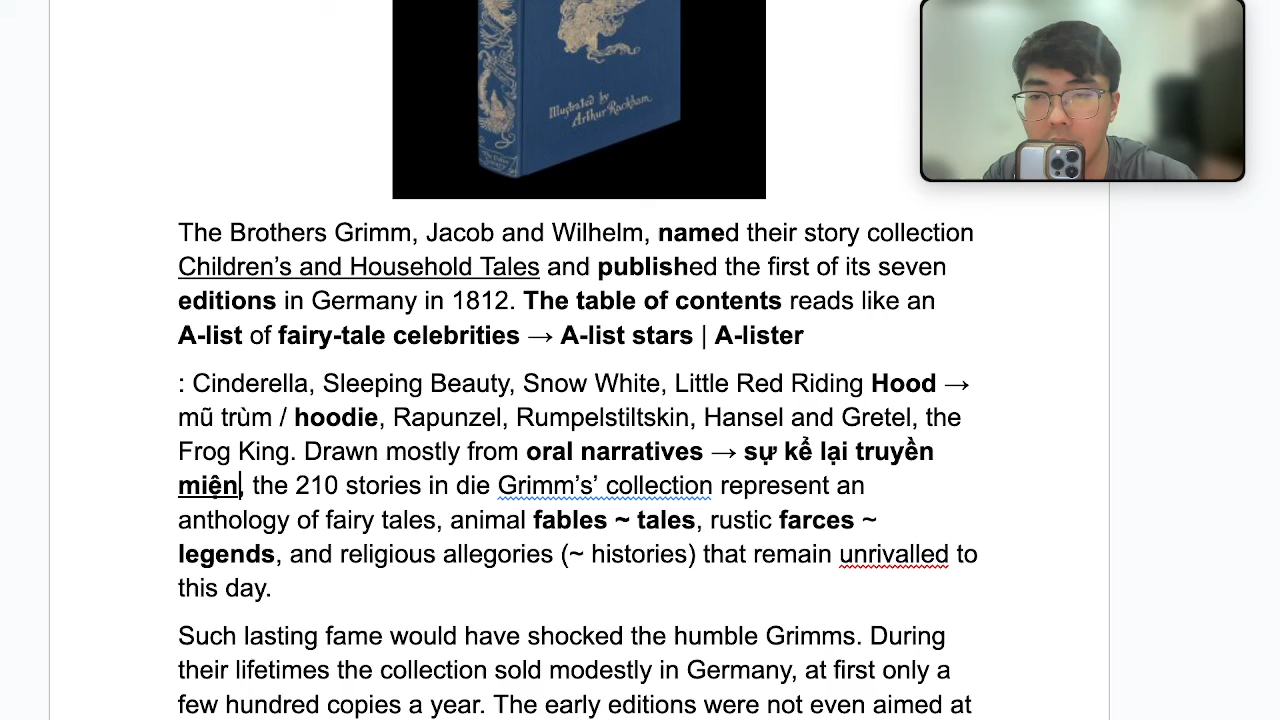 Illustrated by
Arthur Rackham
The Brothers Grimm, Jacob and Wilhelm, named their story collection
Children’s and Household Tales and published the first of its seven
editions in Germany in 1812. The table of contents reads like an
A-list of fairy-tale celebrities → A-list stars | A-lister
: Cinderella, Sleeping Beauty, Snow White, Little Red Riding Hood →
mũ trùm / hoodie, Rapunzel, Rumpelstiltskin, Hansel and Gretel, the
Frog King. Drawn mostly from oral narratives → sự kể lại truyền
miện, the 210 stories in die Grimm’s’ collection represent an
anthology of fairy tales, animal fables ~ tales, rustic farces ~
legends, and religious allegories (~ histories) that remain unrivalled to
this day.
Such lasting fame would have shocked the humble Grimms. During
their lifetimes the collection sold modestly in Germany, at first only a
few hundred copies a year. The early editions were not even aimed at